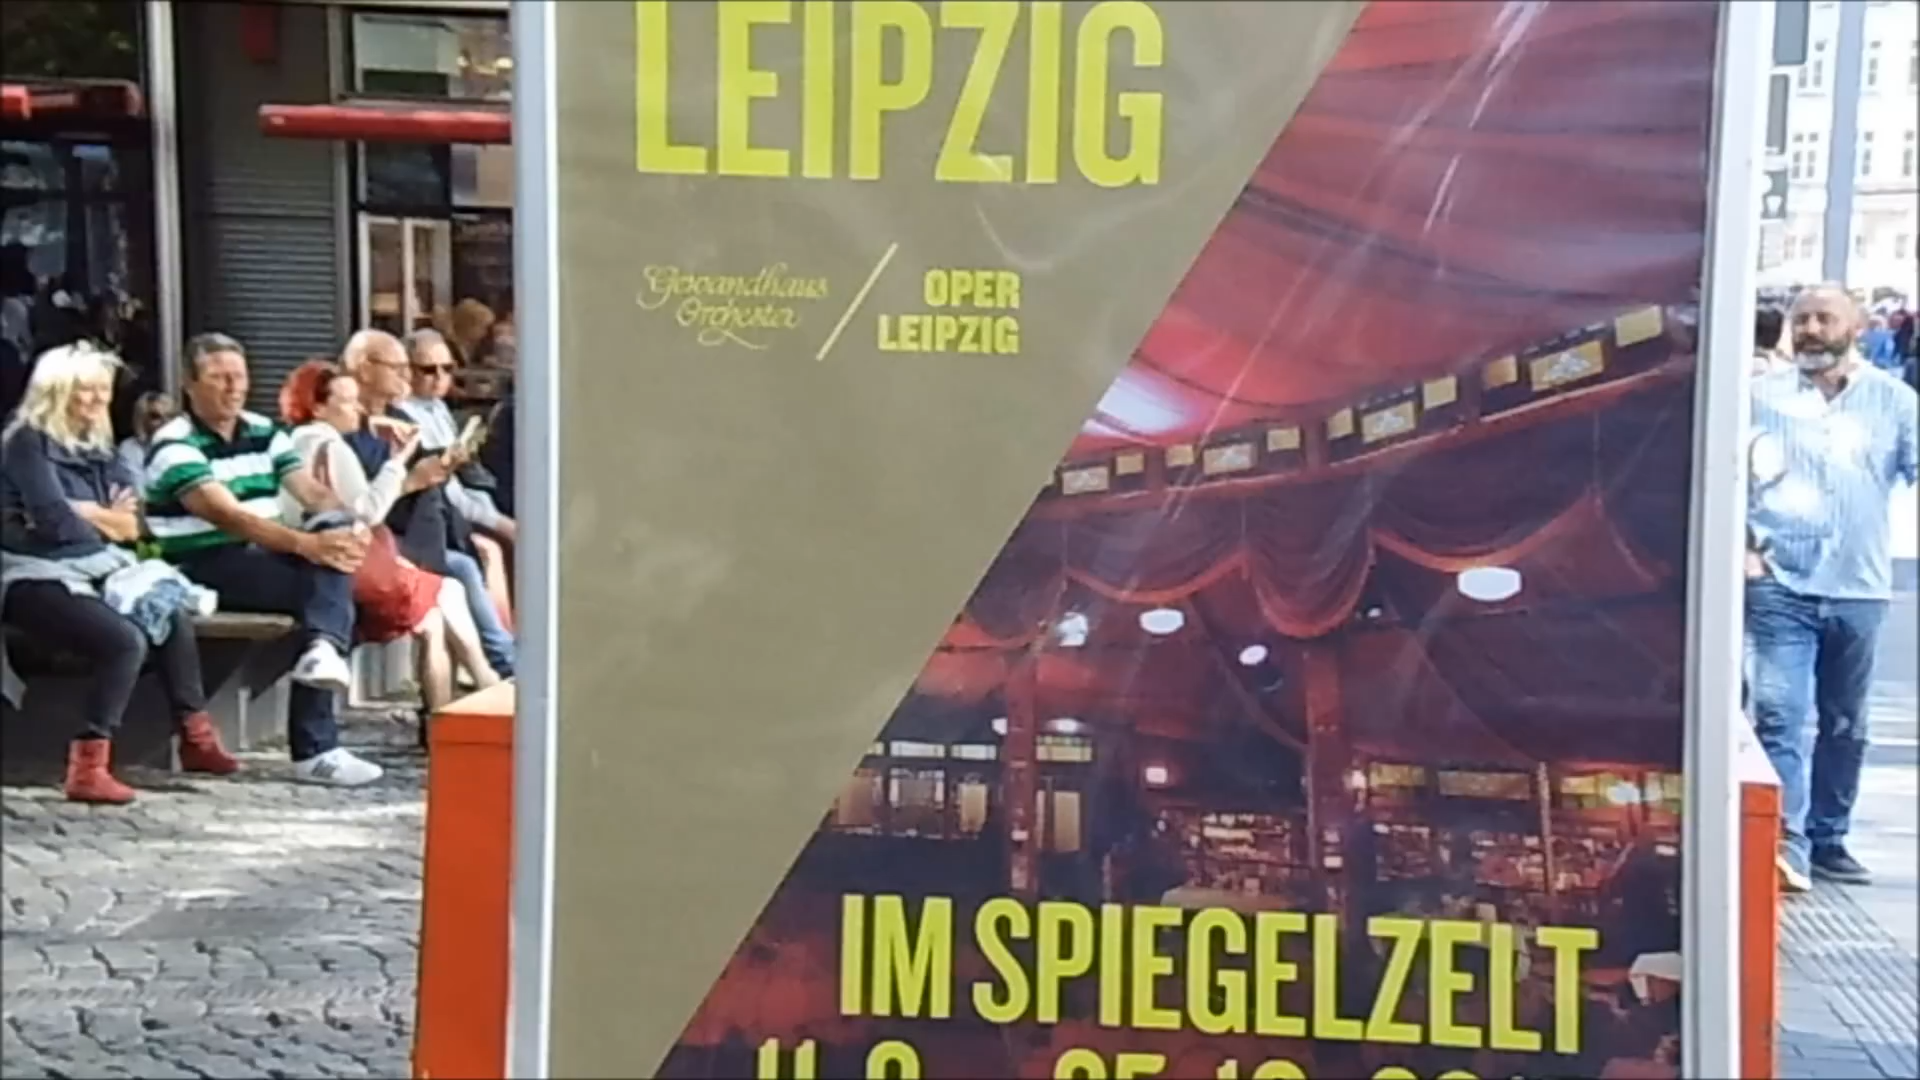 LEIPZIG
Gewandhaus
Orchester
OPER
LEIPZIG
IM SPIEGELZELT